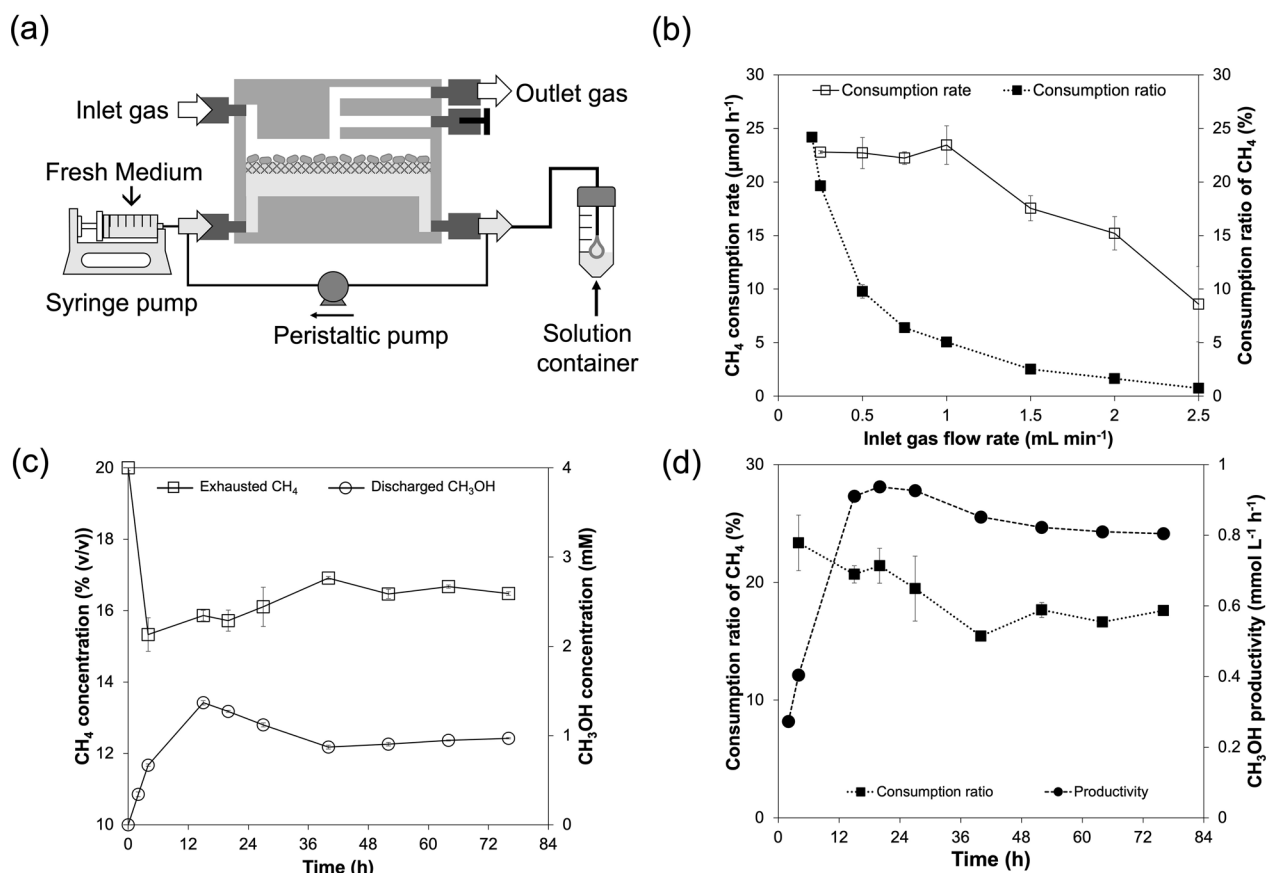 (a)
Inlet gas
Outlet gas
Fresh Medium
Syringe pump
Peristaltic pump
Solution
container
(b)
Consumption rate
Consumption ratio
CH₄ consumption rate (μmol h⁻¹)
Consumption ratio of CH₄ (%)
30
25
20
15
10
5
0
30
25
20
15
10
5
0
0.5 1 1.5 2 2.5
Inlet gas flow rate (mL min⁻¹)
(c)
Exhausted CH₄
Discharged CH₃OH
CH₄ concentration (% (v/v))
CH₃OH concentration (mM)
20
18
16
14
12
10
4
3
2
1
0
0 12 24 36 48 60 72 84
Time (h)
(d)
Consumption ratio
Productivity
Consumption ratio of CH₄ (%)
CH₃OH productivity (mmol L⁻¹ h⁻¹)
30
20
10
0
1
0.8
0.6
0.4
0.2
0
0 12 24 36 48 60 72 84
Time (h)